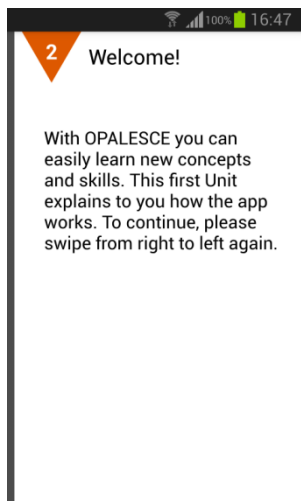 100% 16:47
2 Welcome!
With OPALESCE you can
easily learn new concepts
and skills. This first Unit
explains to you how the app
works. To continue, please
swipe from right to left again.